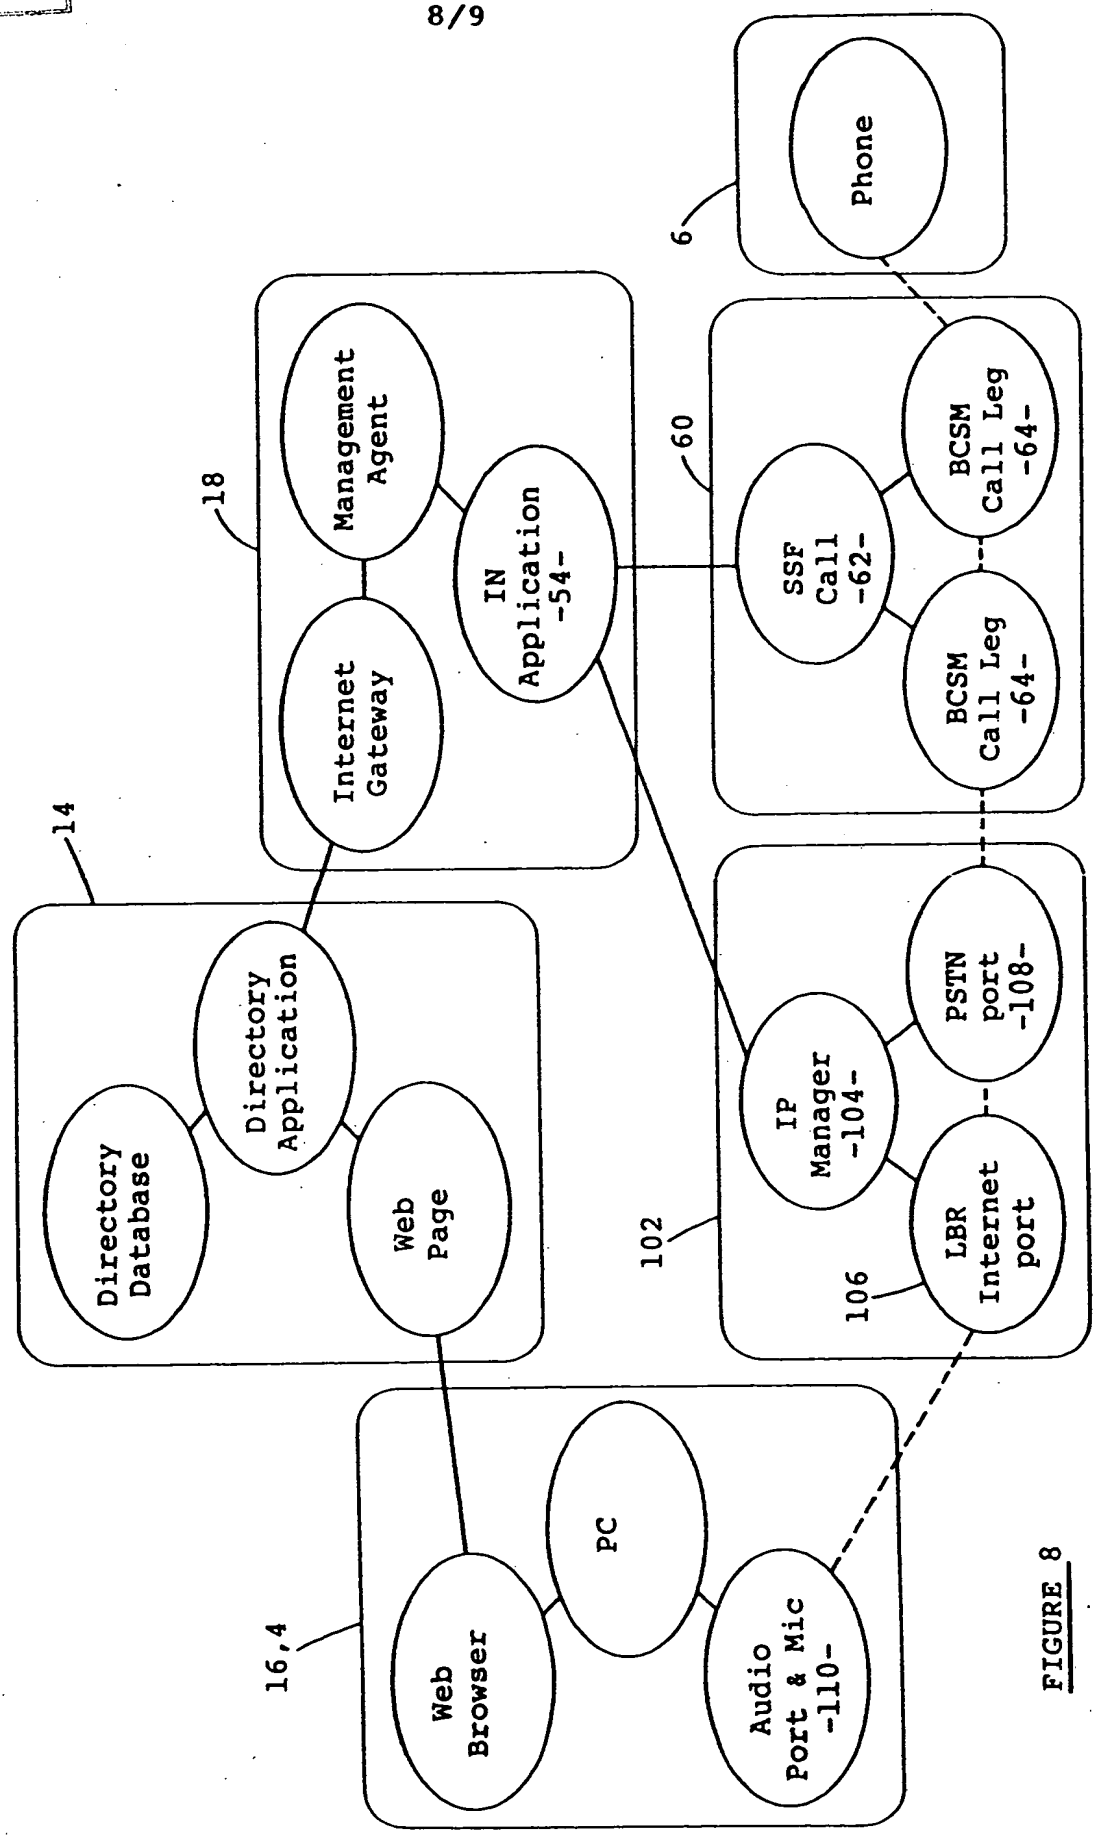 8/9
14
Directory
Database
Directory
Application
Web
Page
18
Internet
Gateway
Management
Agent
IN
Application
-54-
16,4
Web
Browser
PC
Audio
Port & Mic
-110-
102
IP
Manager
-104-
106
LBR
Internet
port
PSTN
port
-108-
60
SSF
Call
-62-
BCSM
Call Leg
-64-
BCSM
Call Leg
-64-
6
Phone
FIGURE 8